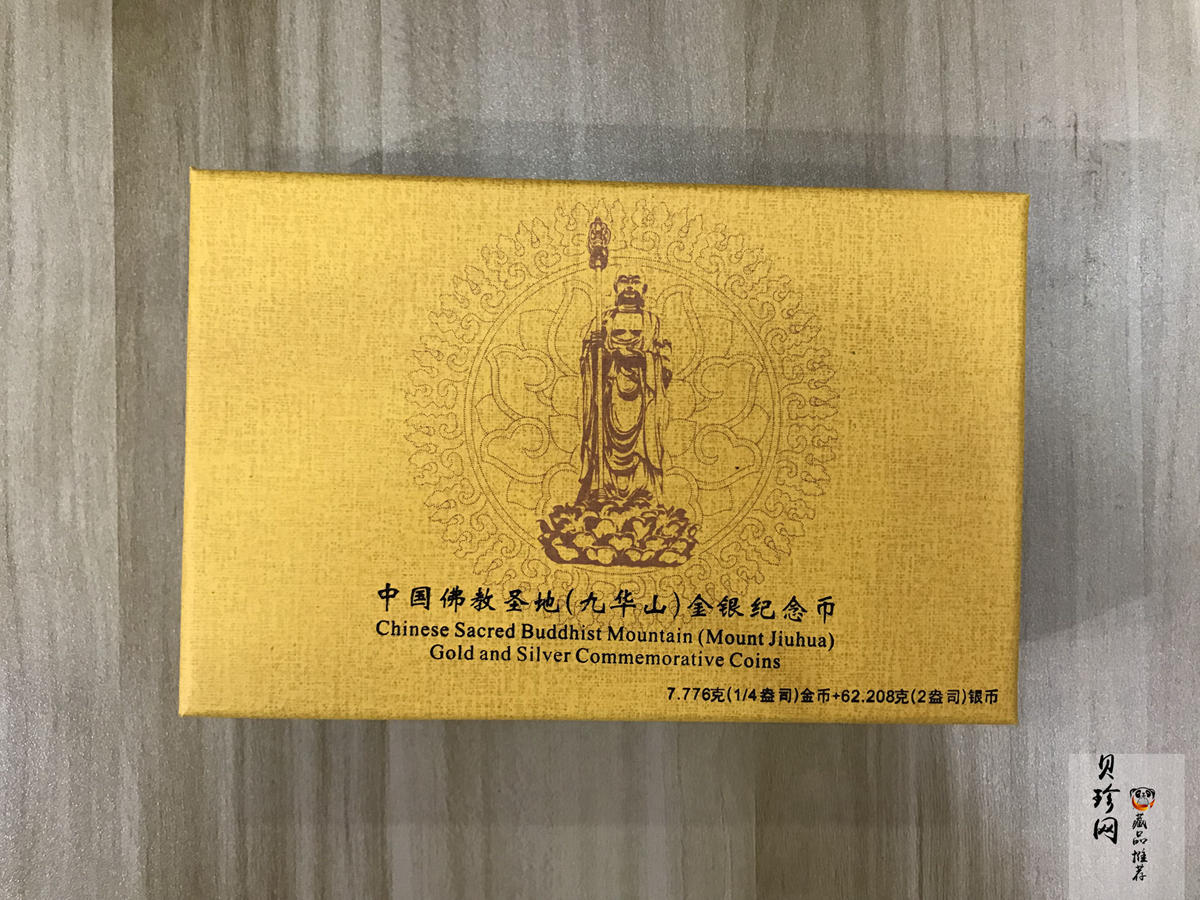 中国佛教圣地(九华山)金银纪念币
Chinese Sacred Buddhist Mountain (Mount Jiuhua)
Gold and Silver Commemorative Coins
7.776克(1/4盎司)金币+62.208克(2盎司)银币
贝珍网
藏品推荐